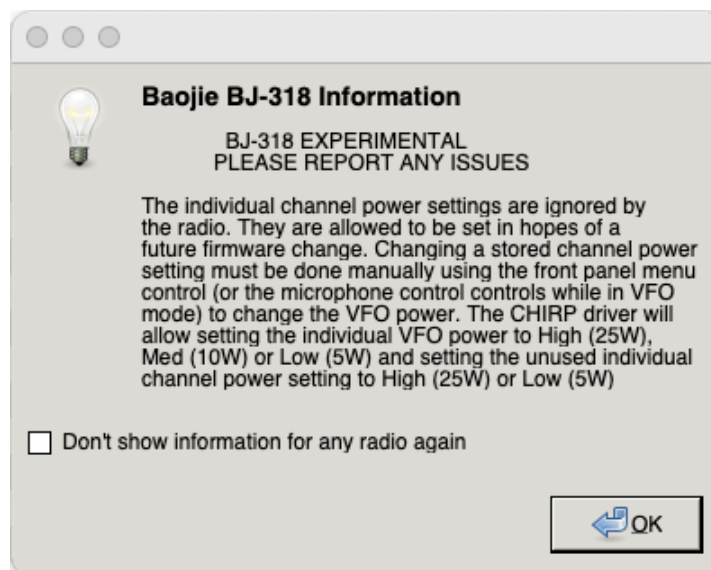 Baojie BJ-318 Information
BJ-318 EXPERIMENTAL
PLEASE REPORT ANY ISSUES
The individual channel power settings are ignored by
the radio. They are allowed to be set in hopes of a
future firmware change. Changing a stored channel power
setting must be done manually using the front panel menu
control (or the microphone control controls while in VFO
mode) to change the VFO power. The CHIRP driver will
allow setting the individual VFO power to High (25W),
Med (10W) or Low (5W) and setting the unused individual
channel power setting to High (25W) or Low (5W)
Don't show information for any radio again
OK